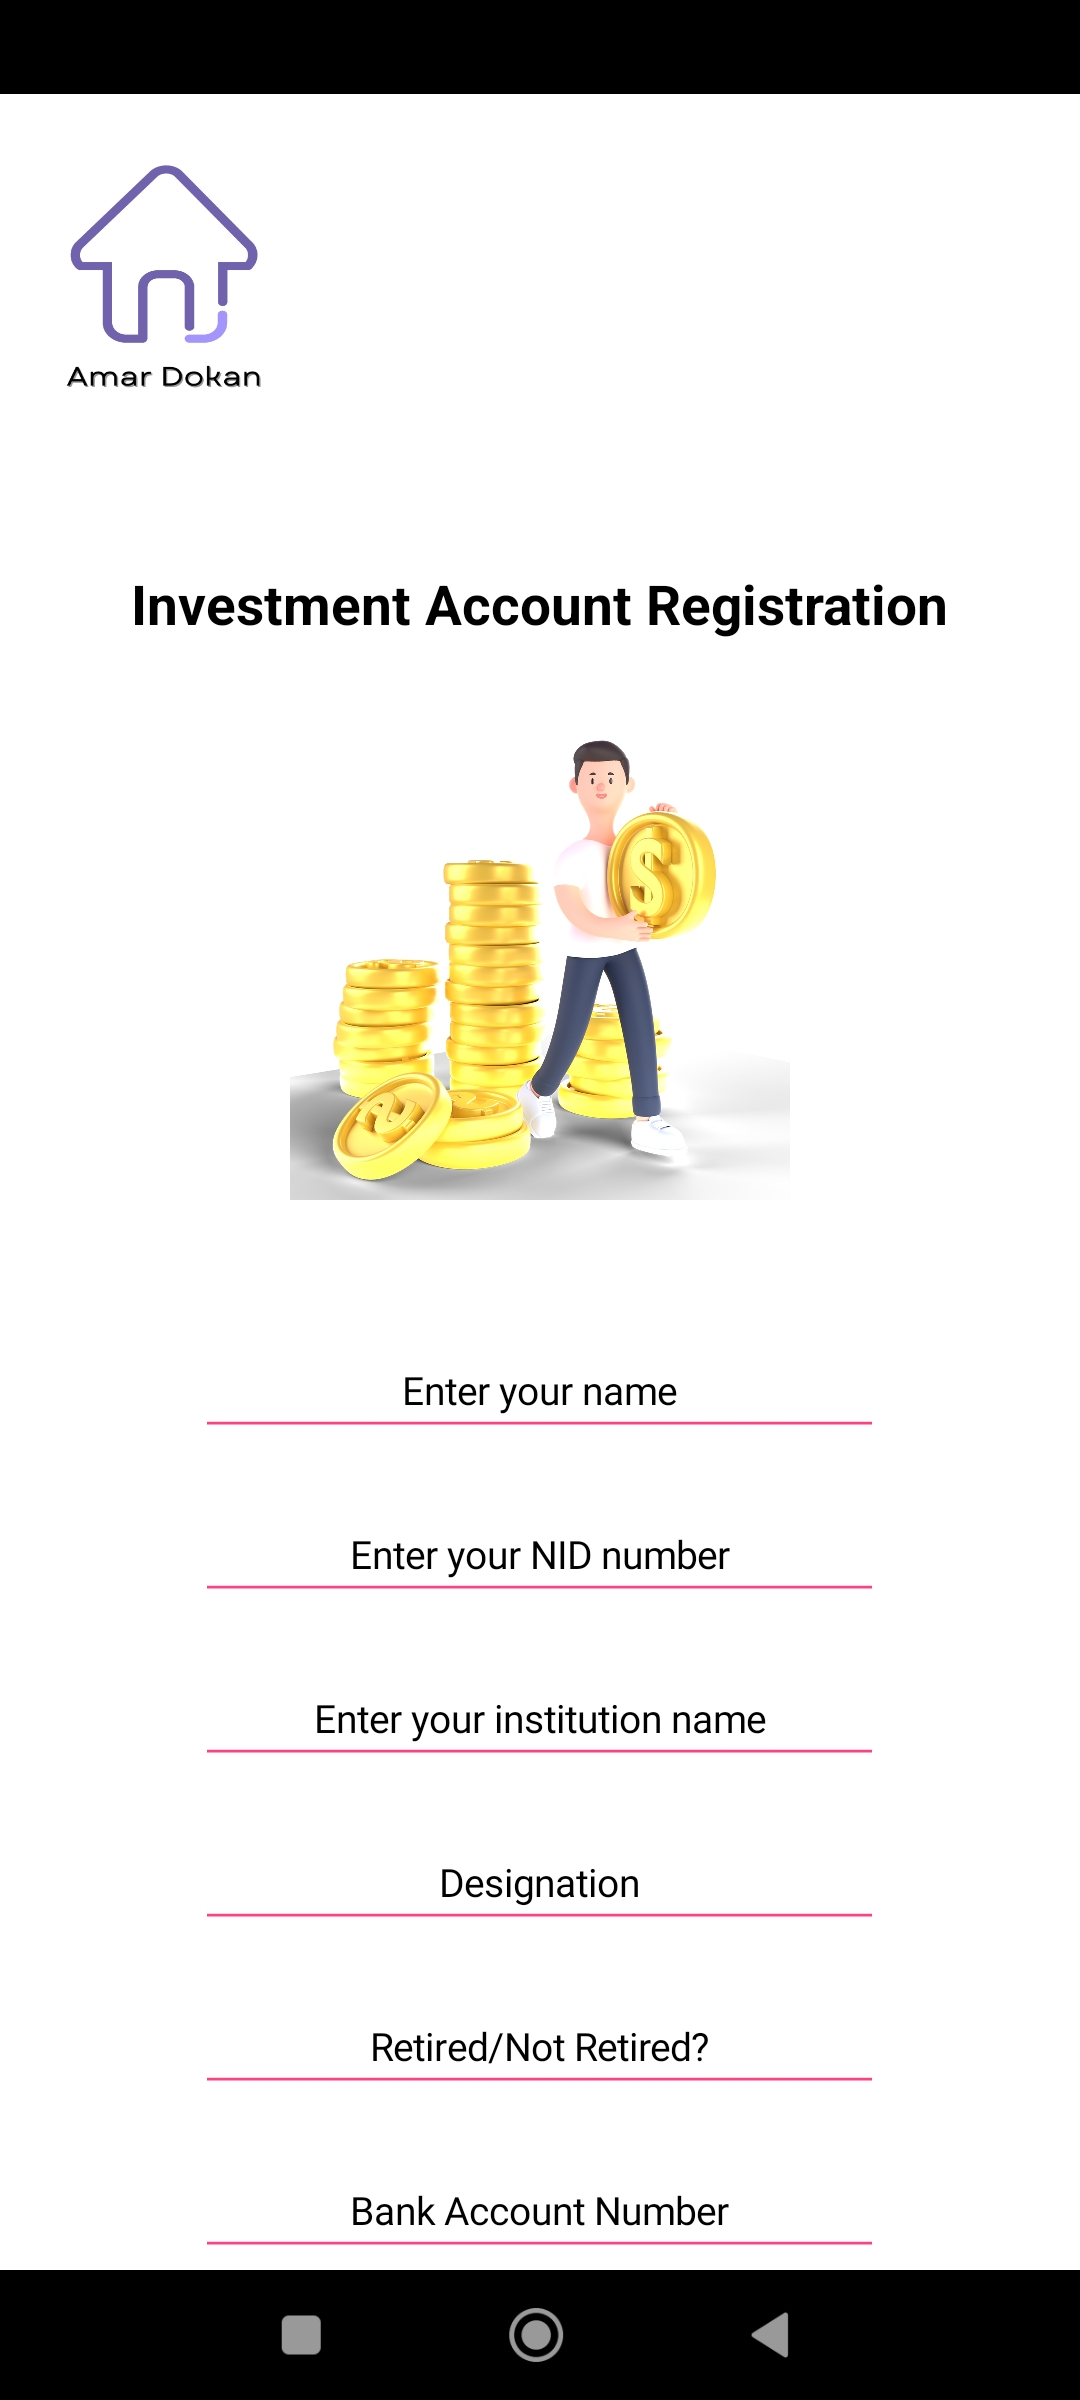 Amar Dokan
Investment Account Registration
Enter your name
Enter your NID number
Enter your institution name
Designation
Retired/Not Retired?
Bank Account Number